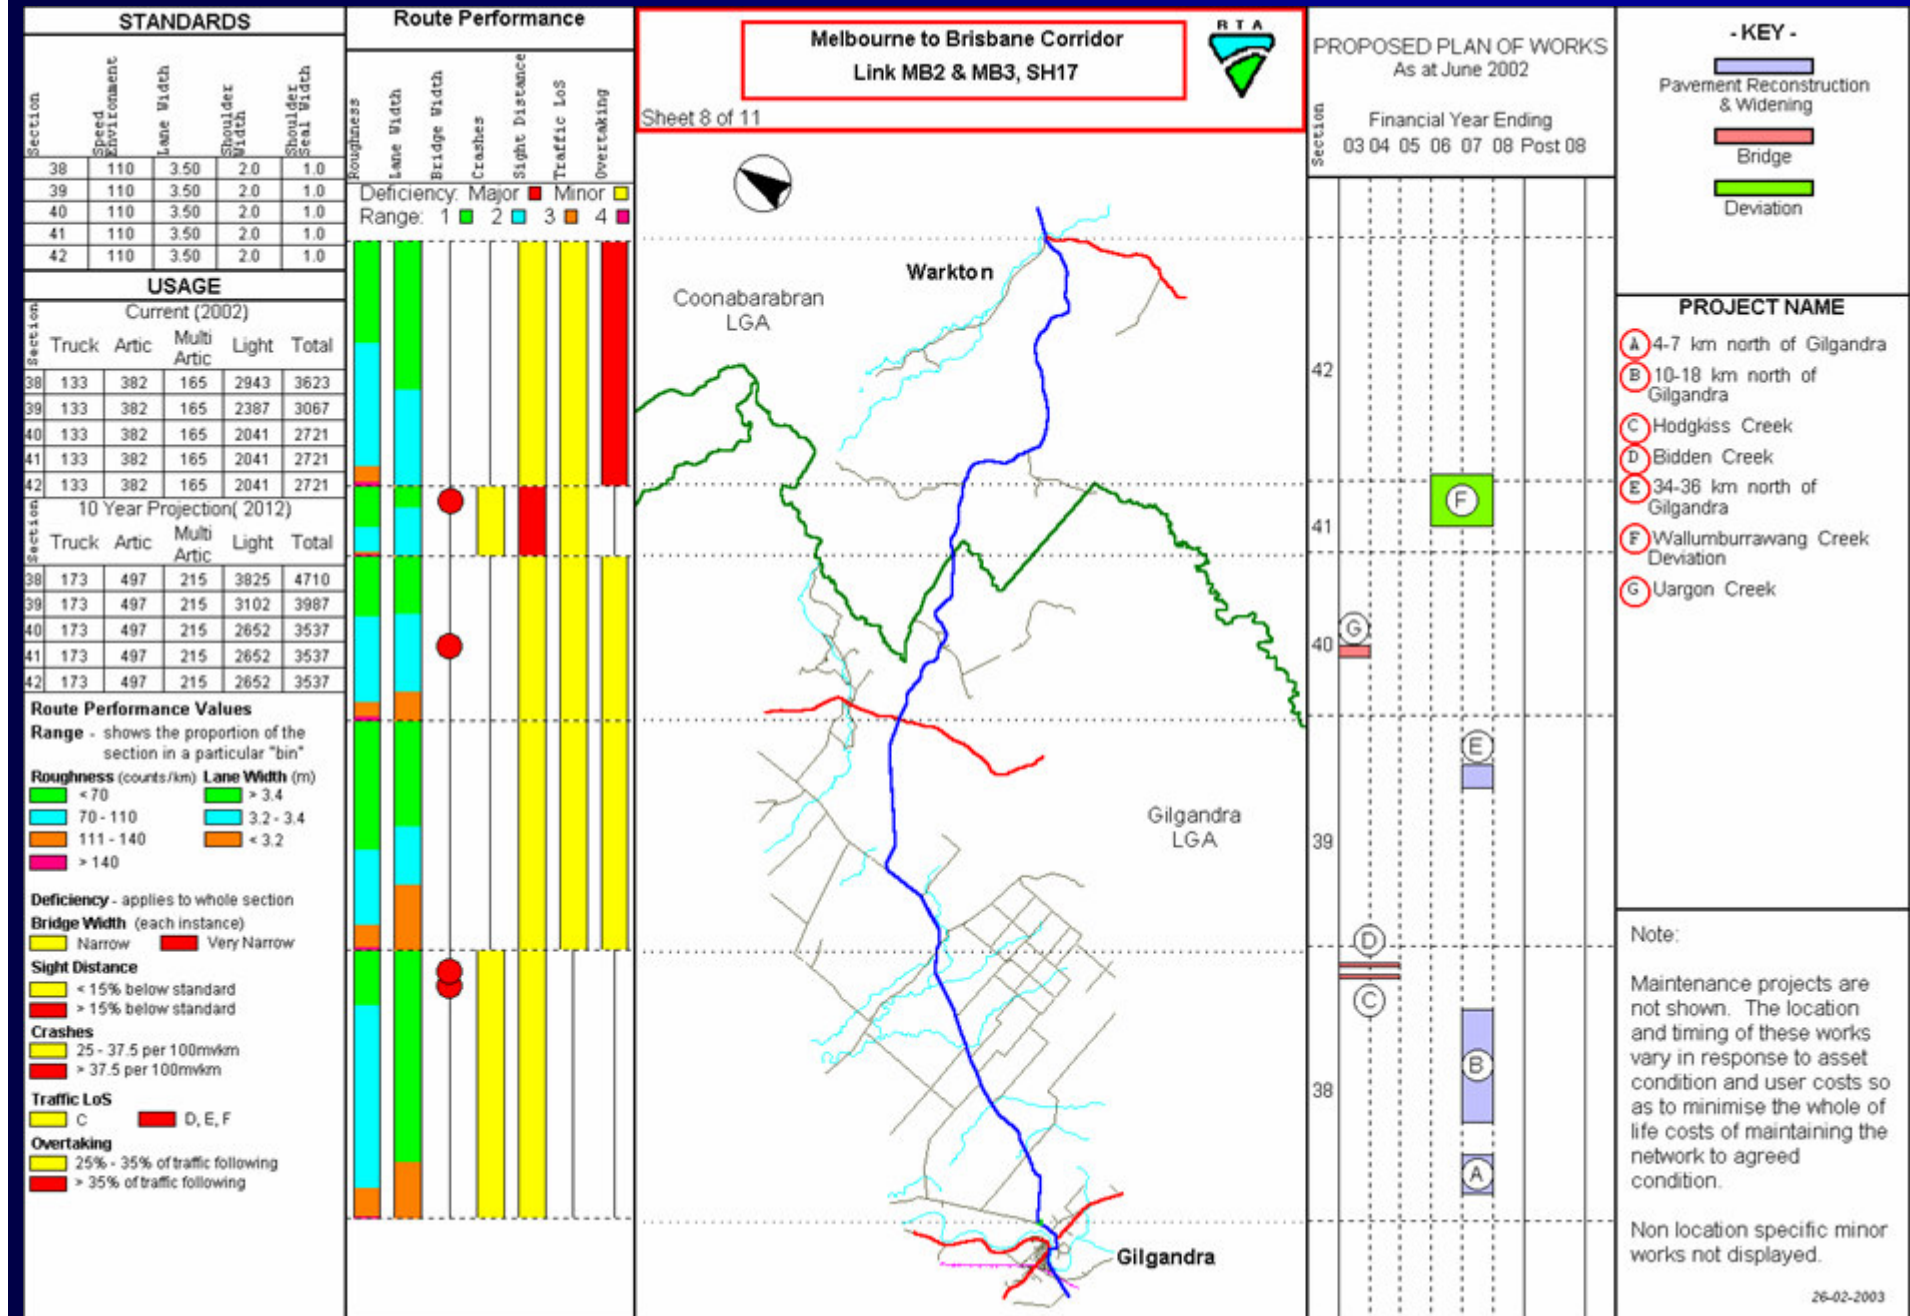 STANDARDS
Section
Speed Environment
Lane Width
Shoulder Width
Shoulder Seal Width
38 110 3.50 2.0 1.0
39 110 3.50 2.0 1.0
40 110 3.50 2.0 1.0
41 110 3.50 2.0 1.0
42 110 3.50 2.0 1.0
USAGE
Current (2002)
Section Truck Artic Multi Artic Light Total
38 133 382 165 2943 3623
39 133 382 165 2387 3067
40 133 382 165 2041 2721
41 133 382 165 2041 2721
42 133 382 165 2041 2721
10 Year Projection( 2012)
Section Truck Artic Multi Artic Light Total
38 173 497 215 3825 4710
39 173 497 215 3102 3987
40 173 497 215 2652 3537
41 173 497 215 2652 3537
42 173 497 215 2652 3537
Route Performance Values
Range - shows the proportion of the
section in a particular "bin"
Roughness (counts/km) Lane Width (m)
< 70 > 3.4
70 - 110 3.2 - 3.4
111 - 140 < 3.2
> 140
Deficiency - applies to whole section
Bridge Width (each instance)
Narrow Very Narrow
Sight Distance
< 15% below standard
> 15% below standard
Crashes
25 - 37.5 per 100mvkm
> 37.5 per 100mvkm
Traffic LoS
C D, E, F
Overtaking
25% - 35% of traffic following
> 35% of traffic following
Route Performance
Roughness
Lane Width
Bridge Width
Crashes
Sight Distance
Traffic LoS
Overtaking
Deficiency: Major Minor
Range: 1 2 3 4
Melbourne to Brisbane Corridor
Link MB2 & MB3, SH17
Sheet 8 of 11
R T A
Warkton
Coonabarabran
LGA
Gilgandra
LGA
Gilgandra
PROPOSED PLAN OF WORKS
As at June 2002
Section
Financial Year Ending
03 04 05 06 07 08 Post 08
42
F
41
G
40
E
39
D
C
B
38
A
- KEY -
Pavement Reconstruction
& Widening
Bridge
Deviation
PROJECT NAME
A 4-7 km north of Gilgandra
B 10-18 km north of
Gilgandra
C Hodgkiss Creek
D Bidden Creek
E 34-36 km north of
Gilgandra
F Wallumburrawang Creek
Deviation
G Uargon Creek
Note:
Maintenance projects are
not shown. The location
and timing of these works
vary in response to asset
condition and user costs so
as to minimise the whole of
life costs of maintaining the
network to agreed
condition.
Non location specific minor
works not displayed.
26-02-2003